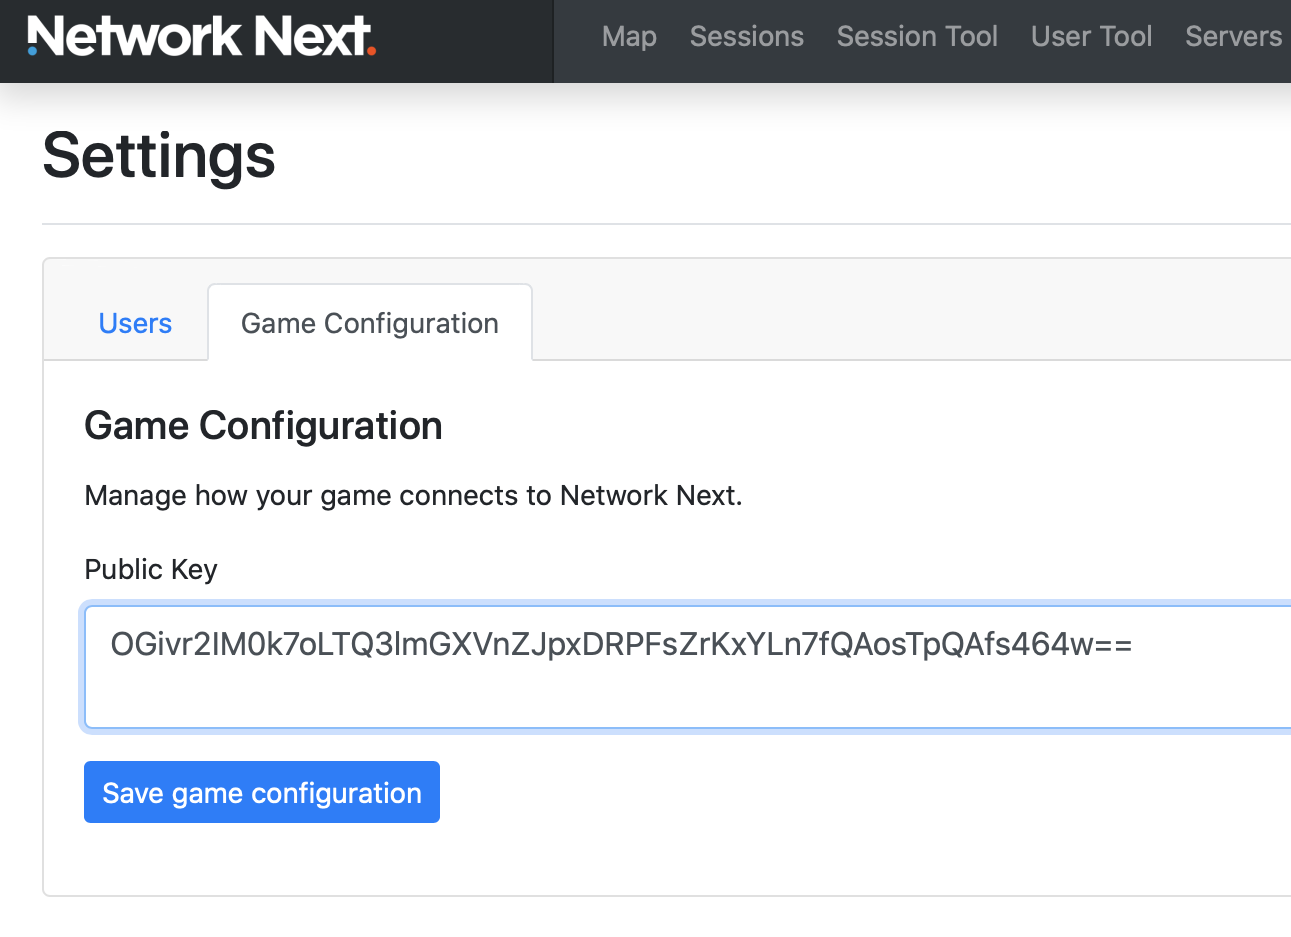 Network Next.
Map Sessions Session Tool User Tool Servers
Settings
Users Game Configuration
Game Configuration
Manage how your game connects to Network Next.
Public Key
OGivr2IM0k7oLTQ3lmGXVnZJpxDRPFsZrKxYLn7fQAosTpQAfs464w==
Save game configuration